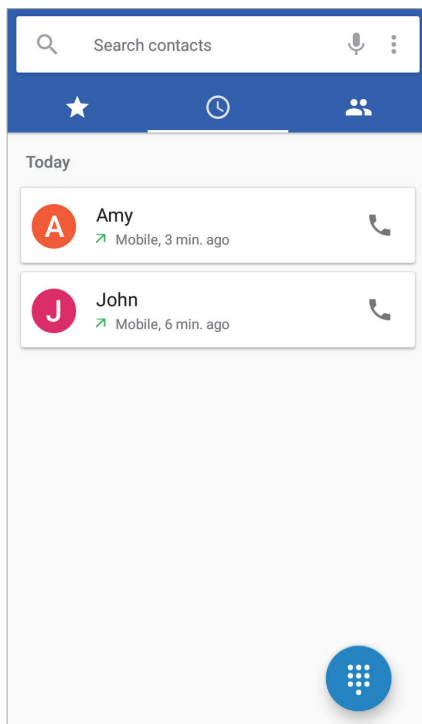 Search contacts
Today
A
Amy
Mobile, 3 min. ago
J
John
Mobile, 6 min. ago